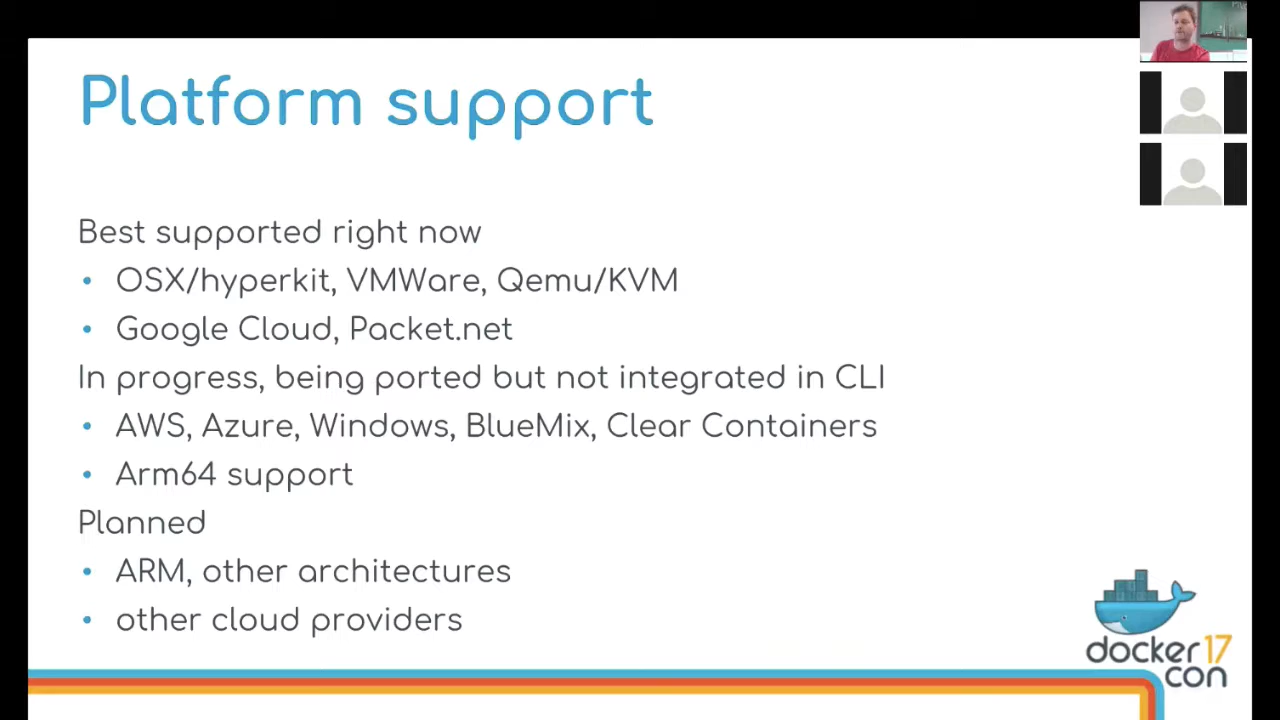 Platform support
Best supported right now
• OSX/hyperkit, VMWare, Qemu/KVM
• Google Cloud, Packet.net
In progress, being ported but not integrated in CLI
• AWS, Azure, Windows, BlueMix, Clear Containers
• Arm64 support
Planned
• ARM, other architectures
• other cloud providers
docker 17
con